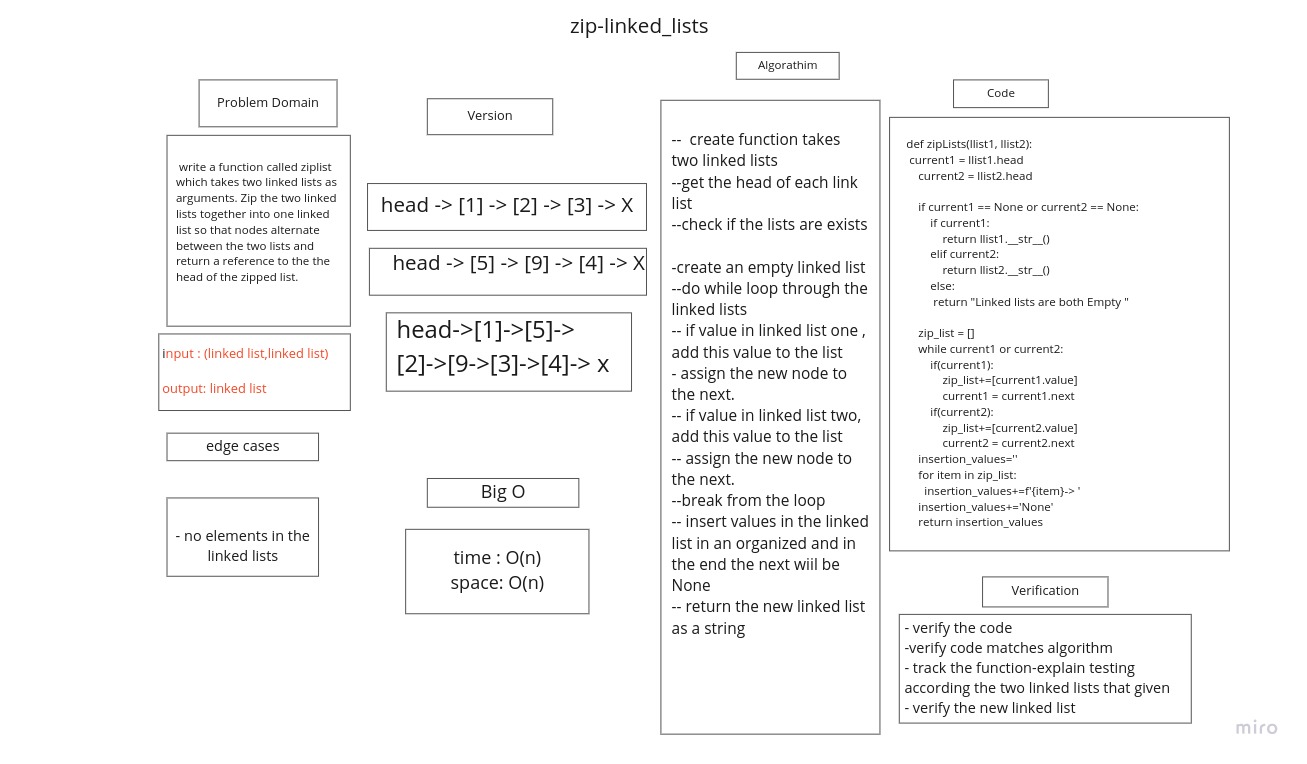 zip-linked_lists
Problem Domain
write a function called ziplist
which takes two linked lists as
arguments. Zip the two linked
lists together into one linked
list so that nodes alternate
between the two lists and
return a reference to the the
head of the zipped list.
input : (linked list,linked list)
output: linked list
edge cases
- no elements in the
linked lists
Version
head -> [1] -> [2] -> [3] -> X
head -> [5] -> [9] -> [4] -> X
head->[1]->[5]->
[2]->[9->[3]->[4]-> x
Big O
time : O(n)
space: O(n)
Algorathim
-- create function takes
two linked lists
--get the head of each link
list
--check if the lists are exists
-create an empty linked list
--do while loop through the
linked lists
-- if value in linked list one ,
add this value to the list
- assign the new node to
the next.
-- if value in linked list two,
add this value to the list
-- assign the new node to
the next.
--break from the loop
-- insert values in the linked
list in an organized and in
the end the next wiil be
None
-- return the new linked list
as a string
Code
def zipLists(llist1, llist2):
current1 = llist1.head
current2 = llist2.head
if current1 == None or current2 == None:
if current1:
return llist1.__str__()
elif current2:
return llist2.__str__()
else:
return "Linked lists are both Empty "
zip_list = []
while current1 or current2:
if(current1):
zip_list+=[current1.value]
current1 = current1.next
if(current2):
zip_list+=[current2.value]
current2 = current2.next
insertion_values=''
for item in zip_list:
insertion_values+=f'{item}-> '
insertion_values+='None'
return insertion_values
Verification
- verify the code
-verify code matches algorithm
- track the function-explain testing
according the two linked lists that given
- verify the new linked list
miro